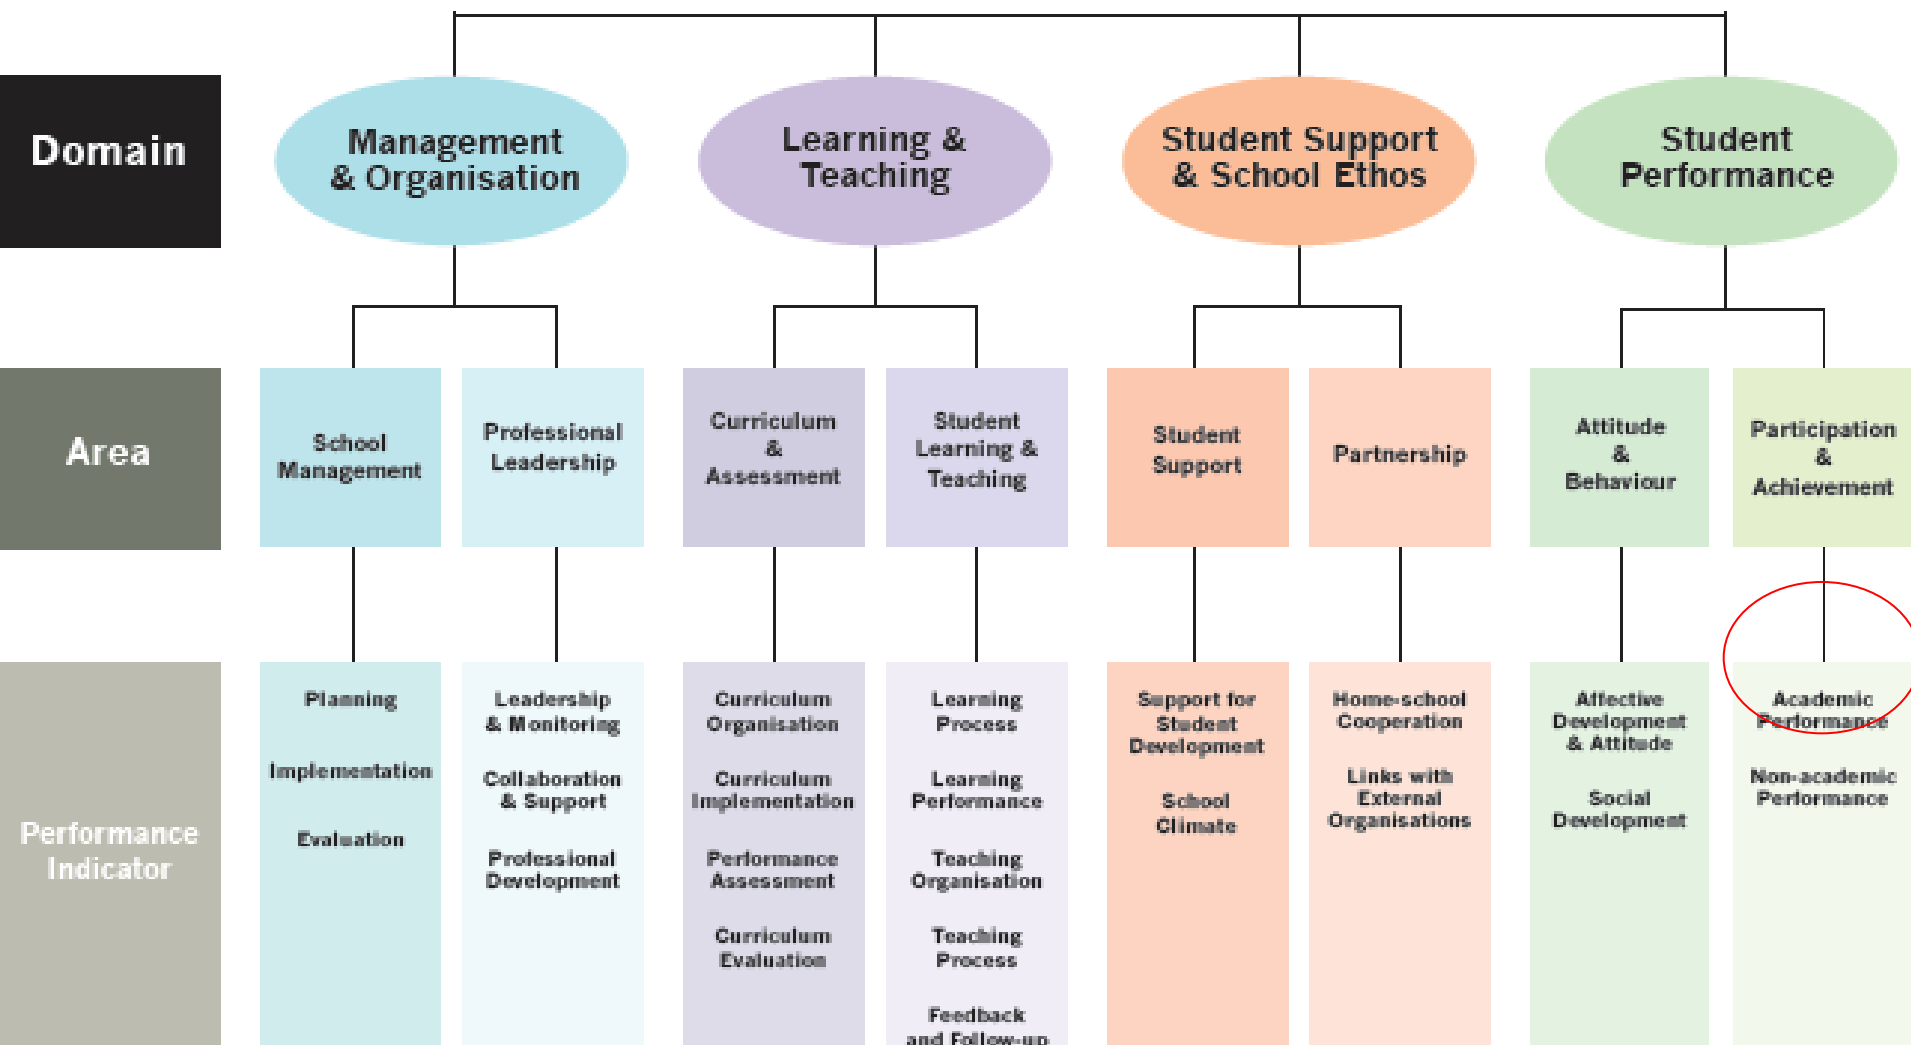 Domain
Management
& Organisation
Learning &
Teaching
Student Support
& School Ethos
Student
Performance
Area
School
Management
Professional
Leadership
Curriculum
&
Assessment
Student
Learning &
Teaching
Student
Support
Partnership
Attitude
&
Behaviour
Participation
&
Achievement
Performance
Indicator
Planning
Implementation
Evaluation
Leadership
& Monitoring
Collaboration
& Support
Professional
Development
Curriculum
Organisation
Curriculum
Implementation
Performance
Assessment
Curriculum
Evaluation
Learning
Process
Learning
Performance
Teaching
Organisation
Teaching
Process
Feedback
and Follow-up
Support for
Student
Development
School
Climate
Home-school
Cooperation
Links with
External
Organisations
Affective
Development
& Attitude
Social
Development
Academic
Performance
Non-academic
Performance